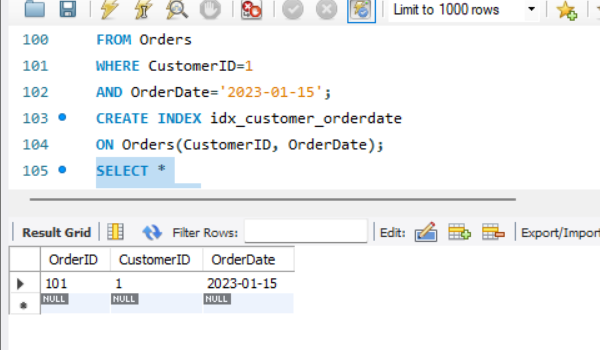 Limit to 1000 rows
100 FROM Orders
101 WHERE CustomerID=1
102 AND OrderDate='2023-01-15';
103 CREATE INDEX idx_customer_orderdate
104 ON Orders(CustomerID, OrderDate);
105 SELECT *
Result Grid Filter Rows: Edit: Export/Import
OrderID CustomerID OrderDate
101 1 2023-01-15
NULL NULL NULL